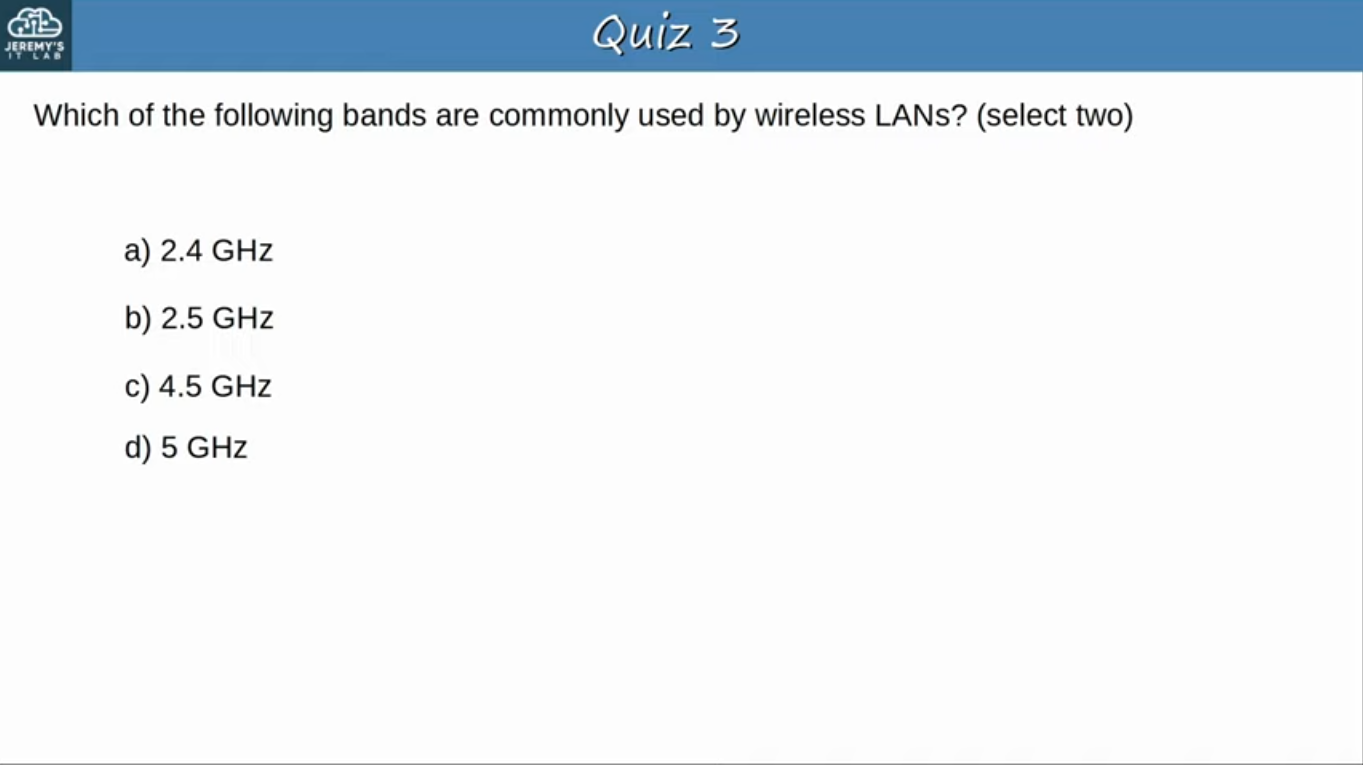 JEREMY'S
IT LAB
Quiz 3
Which of the following bands are commonly used by wireless LANs? (select two)
a) 2.4 GHz
b) 2.5 GHz
c) 4.5 GHz
d) 5 GHz